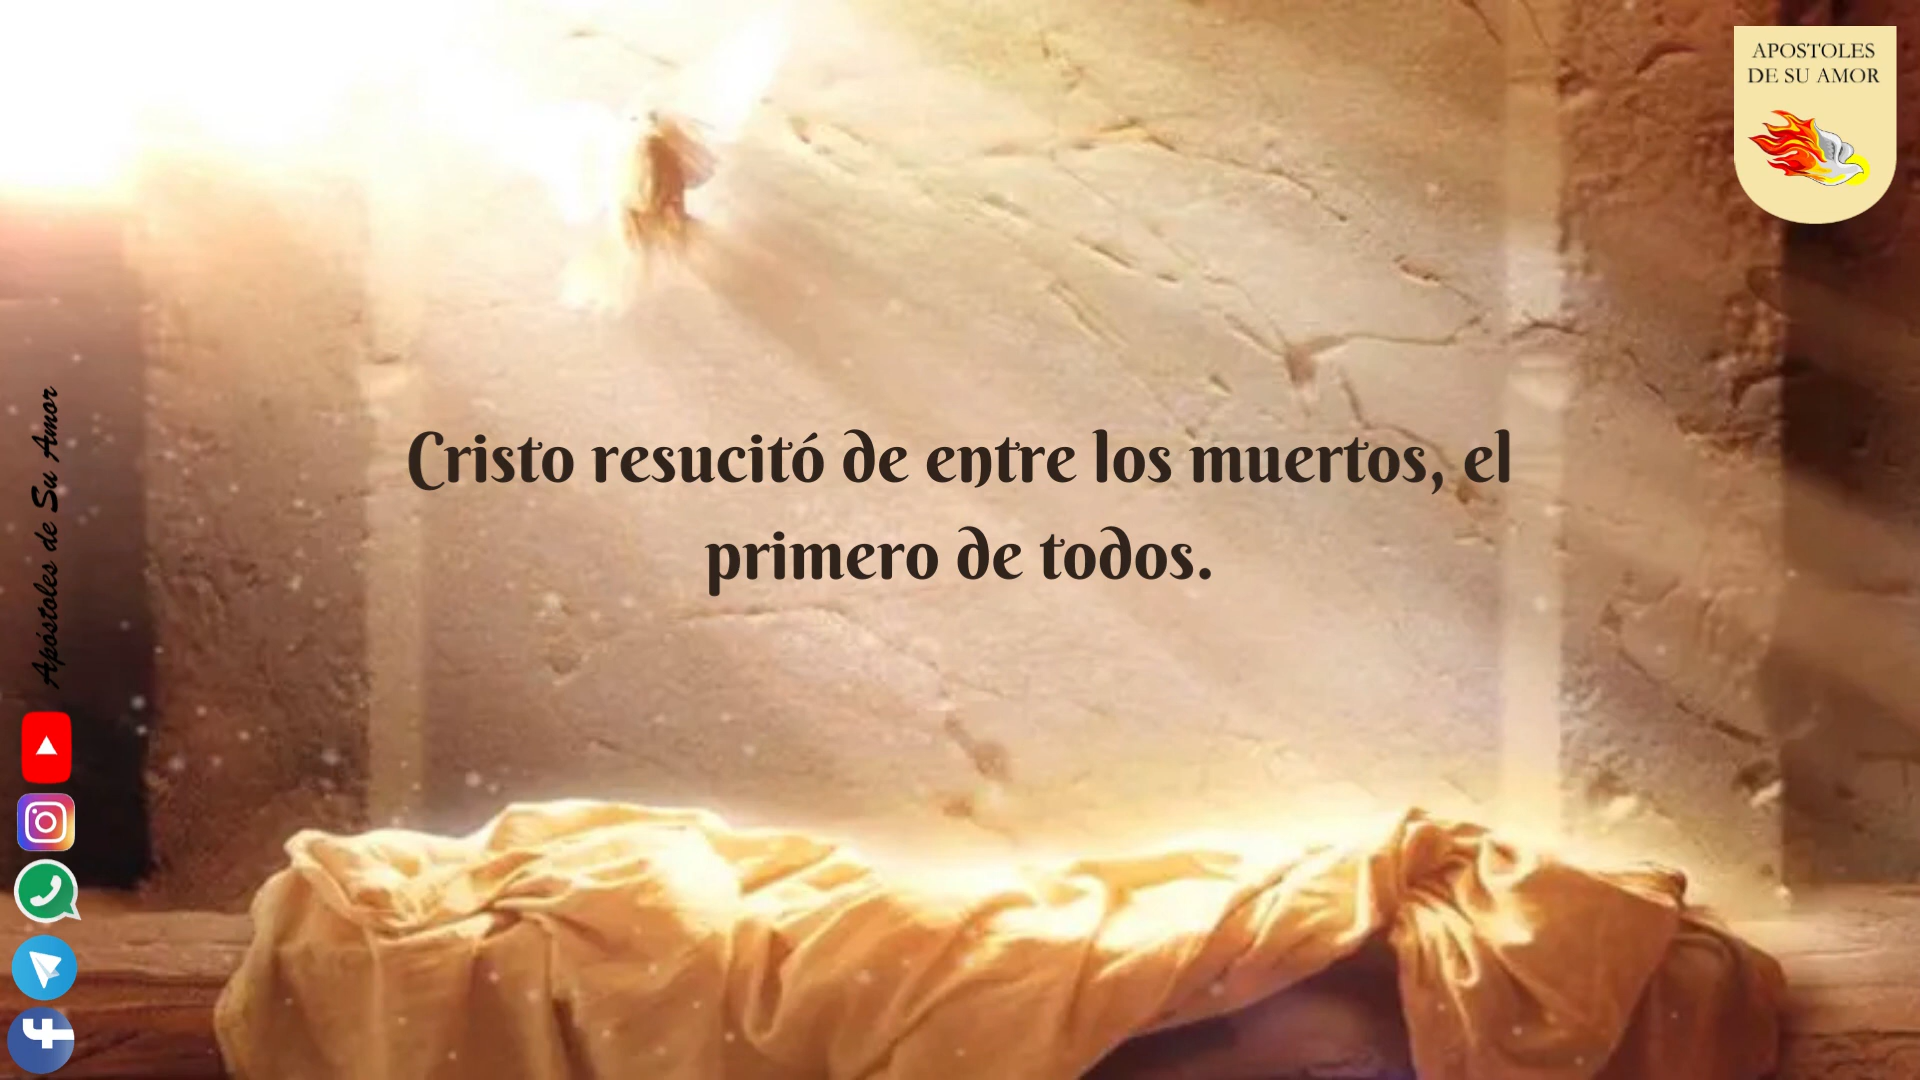 APOSTOLES
DE SU AMOR
Cristo resucitó de entre los muertos, el
primero de todos.
Apóstoles de Su Amor